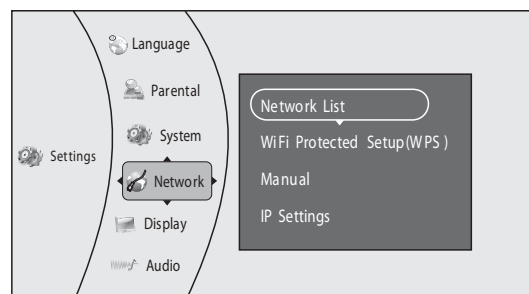 Settings
Language
Parental
System
Network
Display
Audio
Network List
WiFi Protected Setup(WPS)
Manual
IP Settings